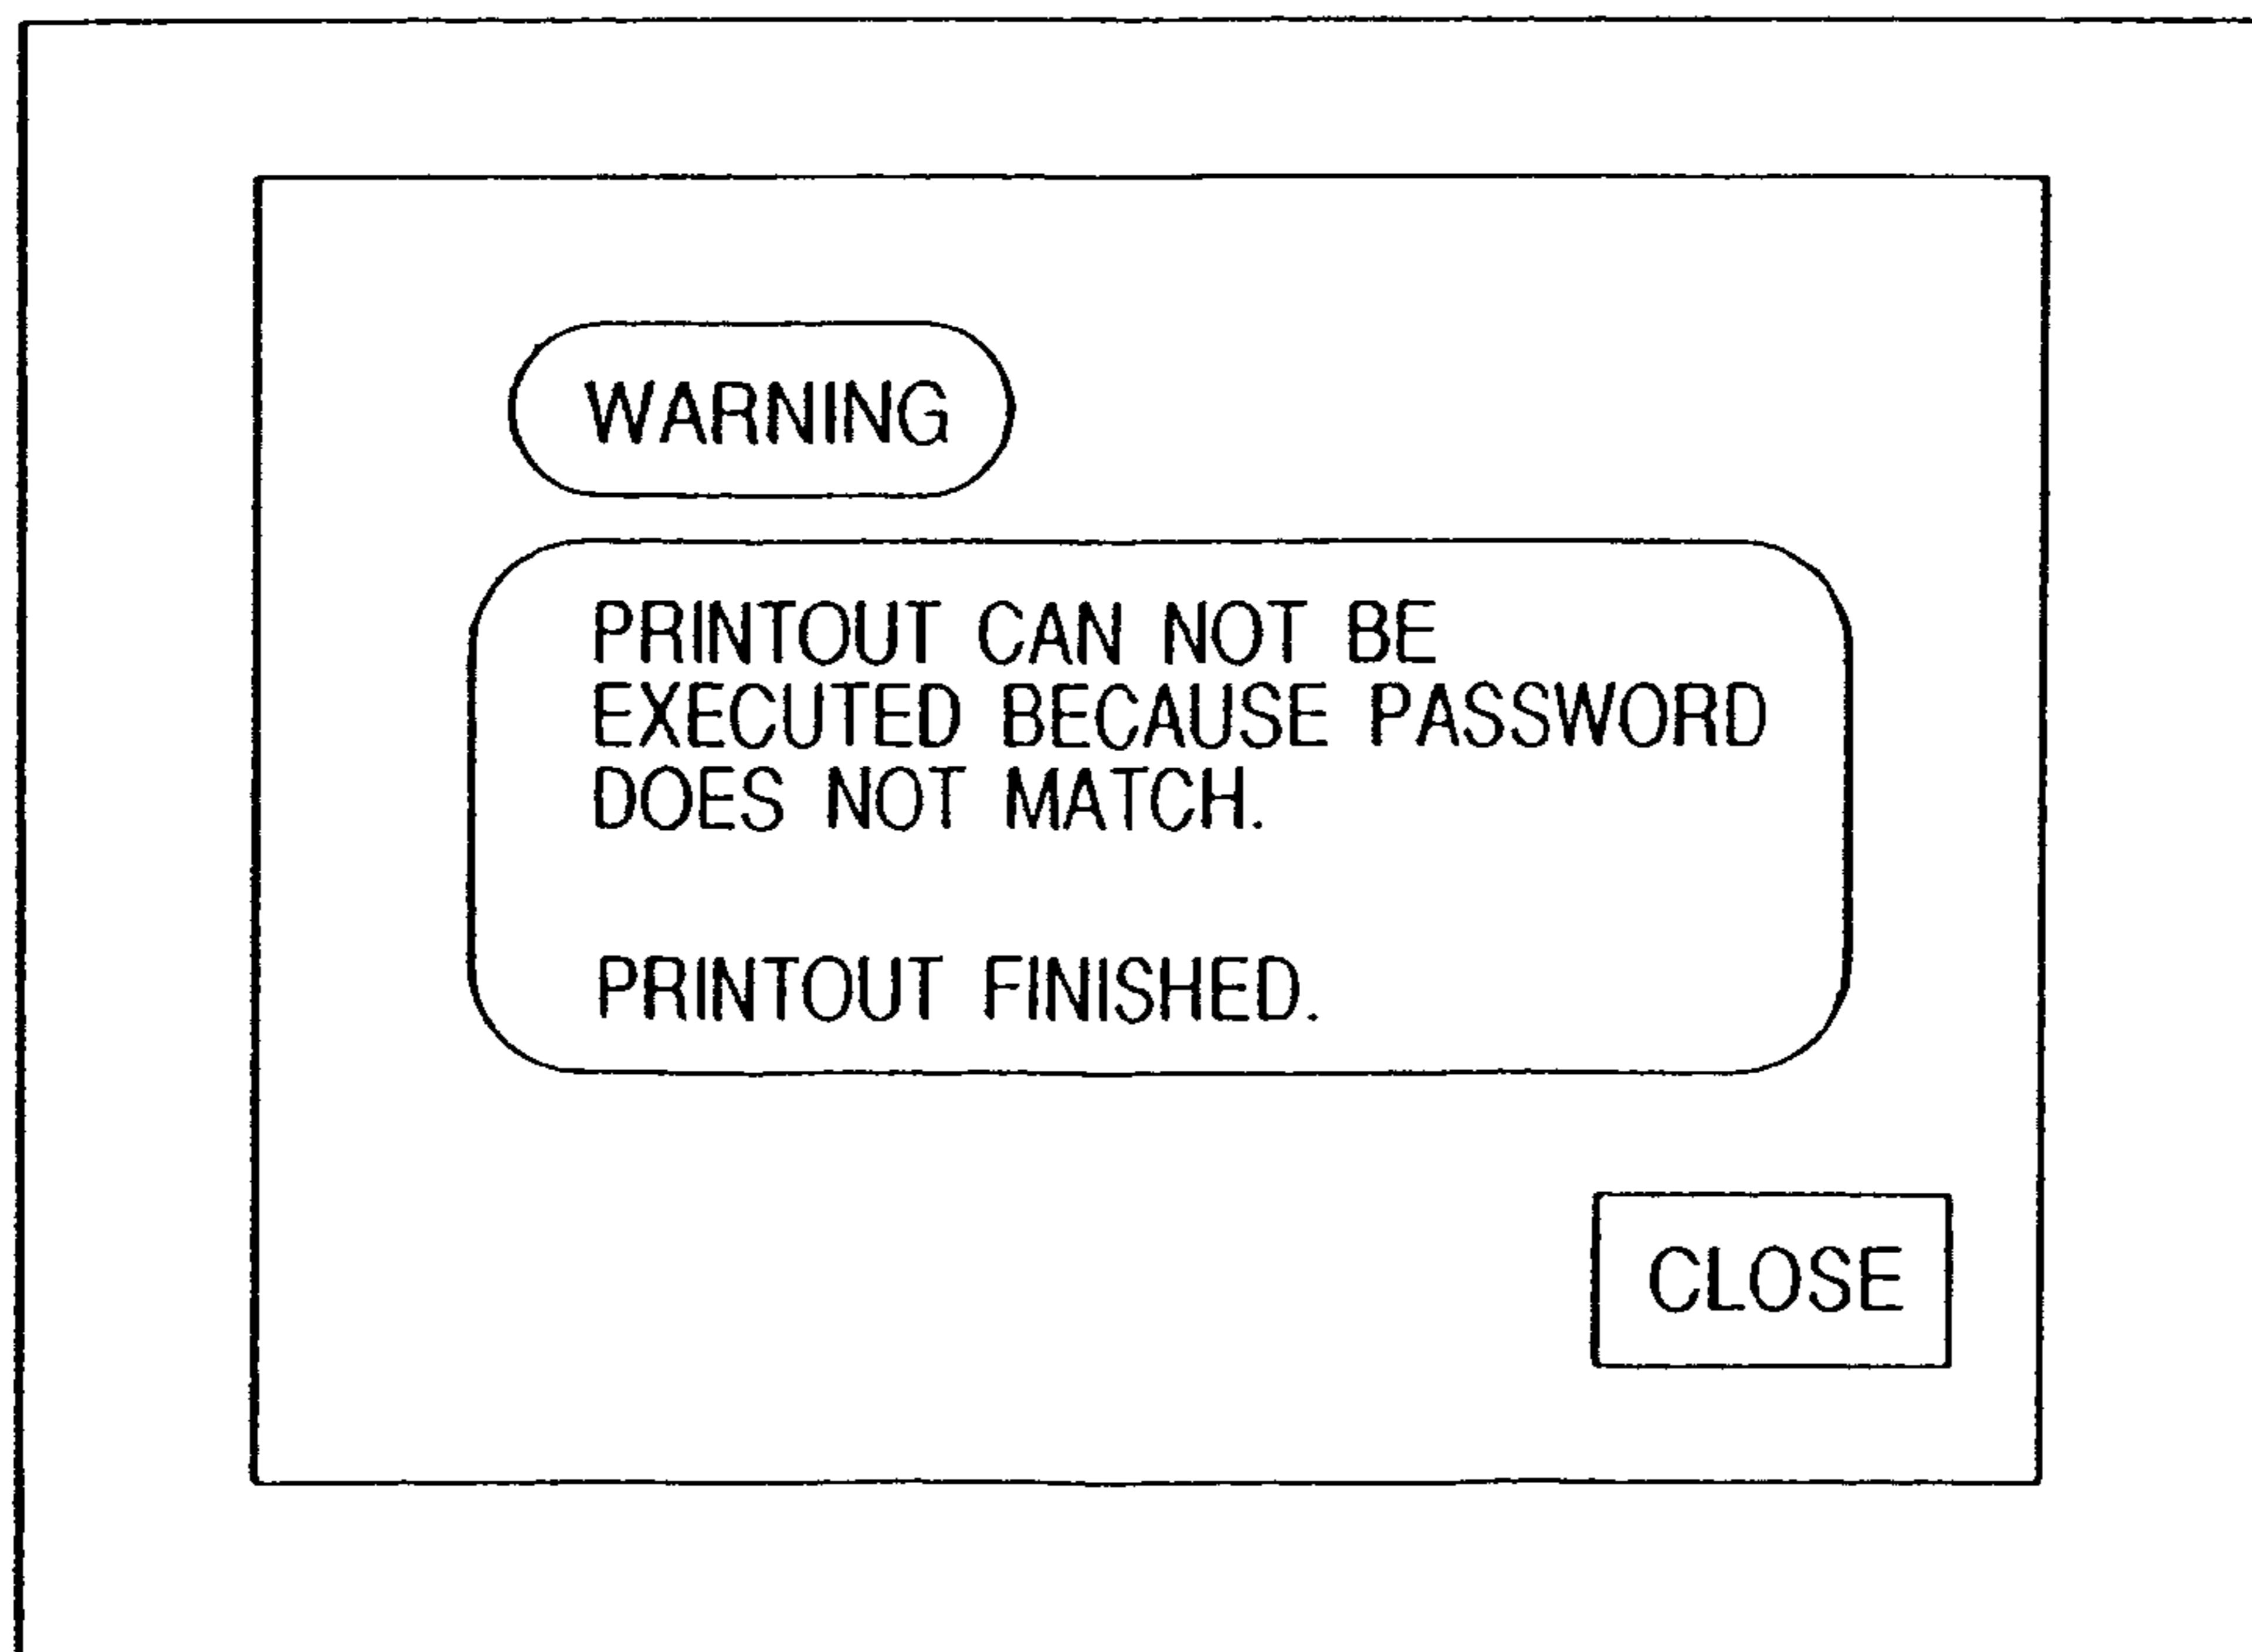 WARNING
PRINTOUT CAN NOT BE
EXECUTED BECAUSE PASSWORD
DOES NOT MATCH.
PRINTOUT FINISHED.
CLOSE